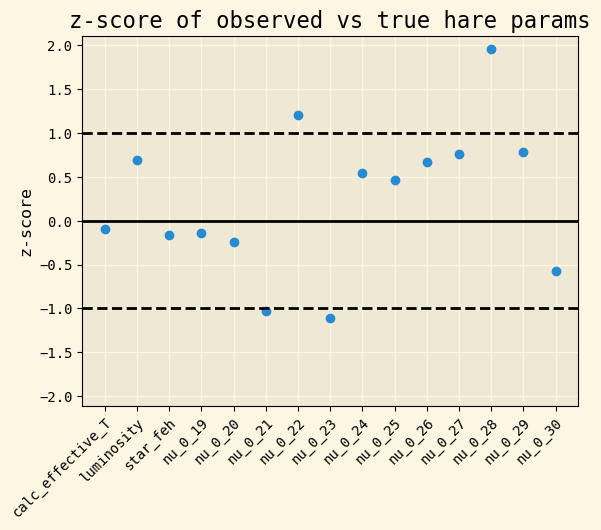 z-score of observed vs true hare params
z-score
2.0
1.5
1.0
0.5
0.0
−0.5
−1.0
−1.5
−2.0
calc_effective_T
luminosity
star_feh
nu_0_19
nu_0_20
nu_0_21
nu_0_22
nu_0_23
nu_0_24
nu_0_25
nu_0_26
nu_0_27
nu_0_28
nu_0_29
nu_0_30